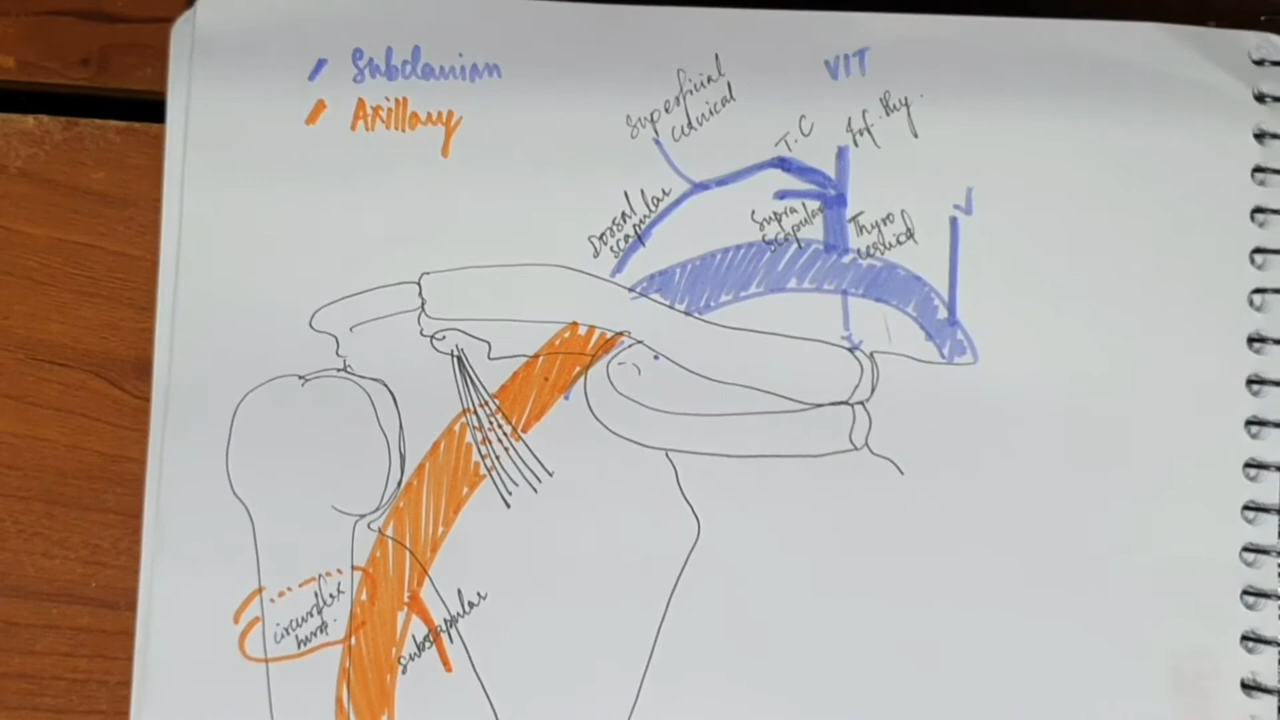 Subclavian
Axillary
VIT
Superficial
cervical
T.C
Inf. thy.
Dorsal
scapular
Supra
scapular
Thyro
cervical
V
circumflex
hum.
subscapular